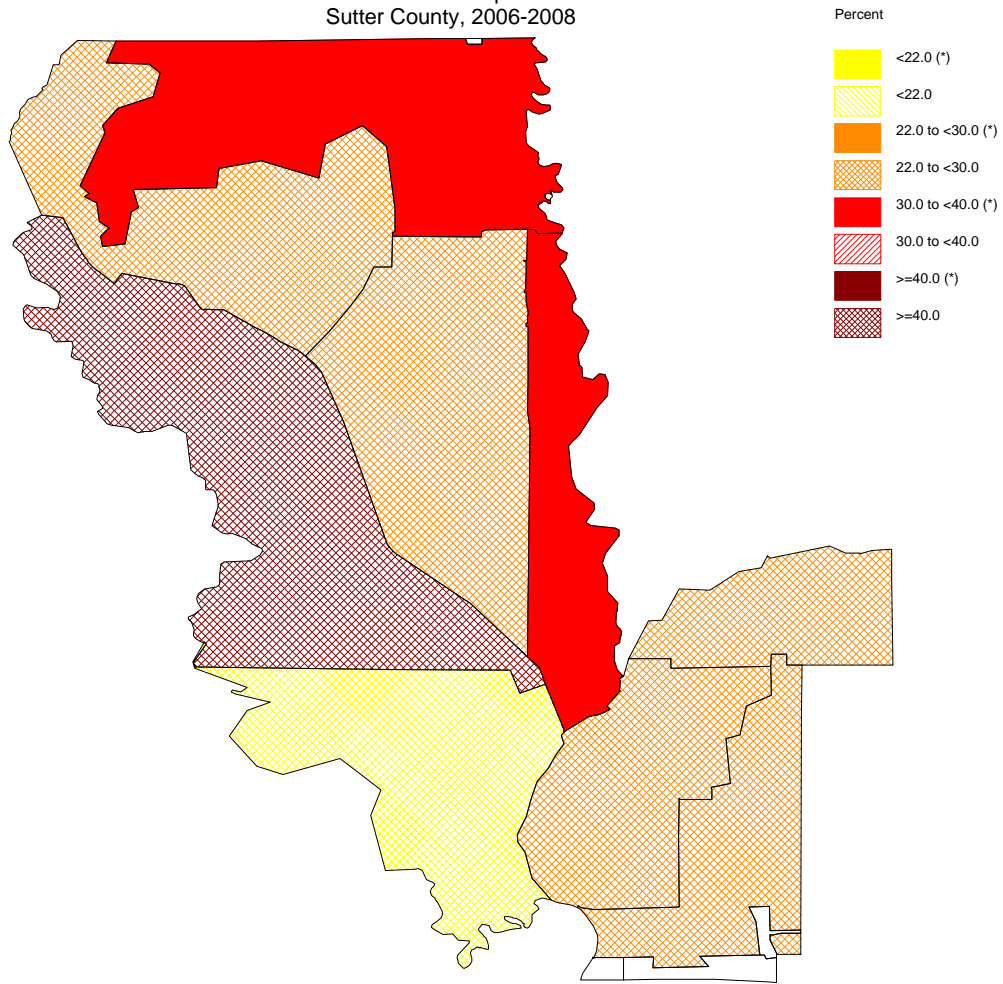 Sutter County, 2006-2008
Percent
<22.0 (*)
<22.0
22.0 to <30.0 (*)
22.0 to <30.0
30.0 to <40.0 (*)
30.0 to <40.0
>=40.0 (*)
>=40.0